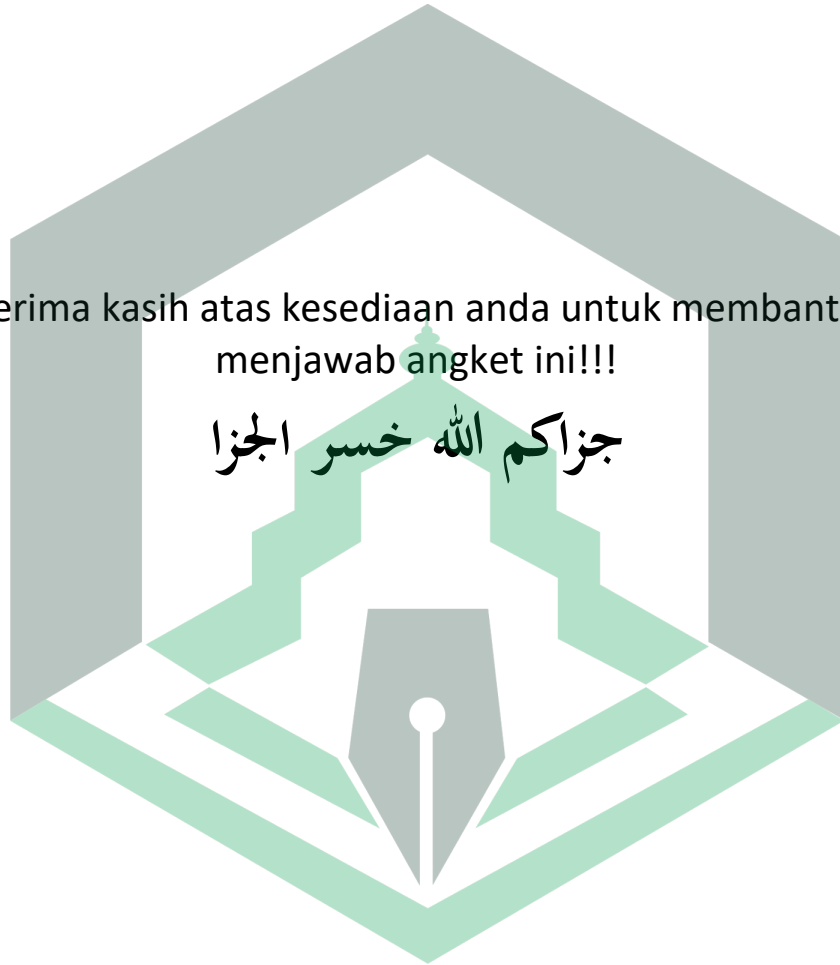 erima kasih atas kesediaan anda untuk membant
menjawab angket ini!!!
جزاكم الله خسر الجزا